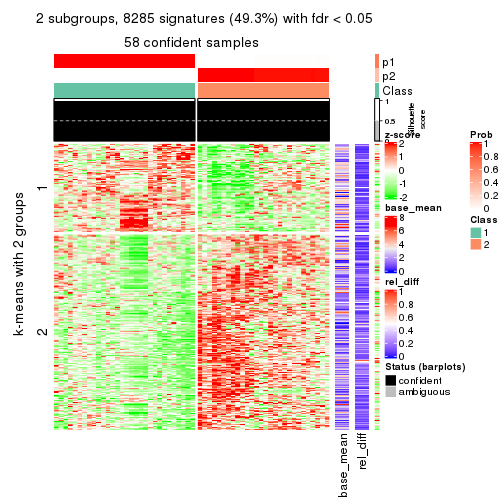 2 subgroups, 8285 signatures (49.3%) with fdr < 0.05
58 confident samples
p1
p2
Class
1
0.5
0
Silhouette
score
k-means with 2 groups
1
2
base_mean
rel_diff
z-score
2
1
0
-1
-2
base_mean
8
6
4
2
0
rel_diff
1
0.8
0.6
0.4
0.2
0
Status (barplots)
confident
ambiguous
Prob
1
0.8
0.6
0.4
0.2
0
Class
1
2